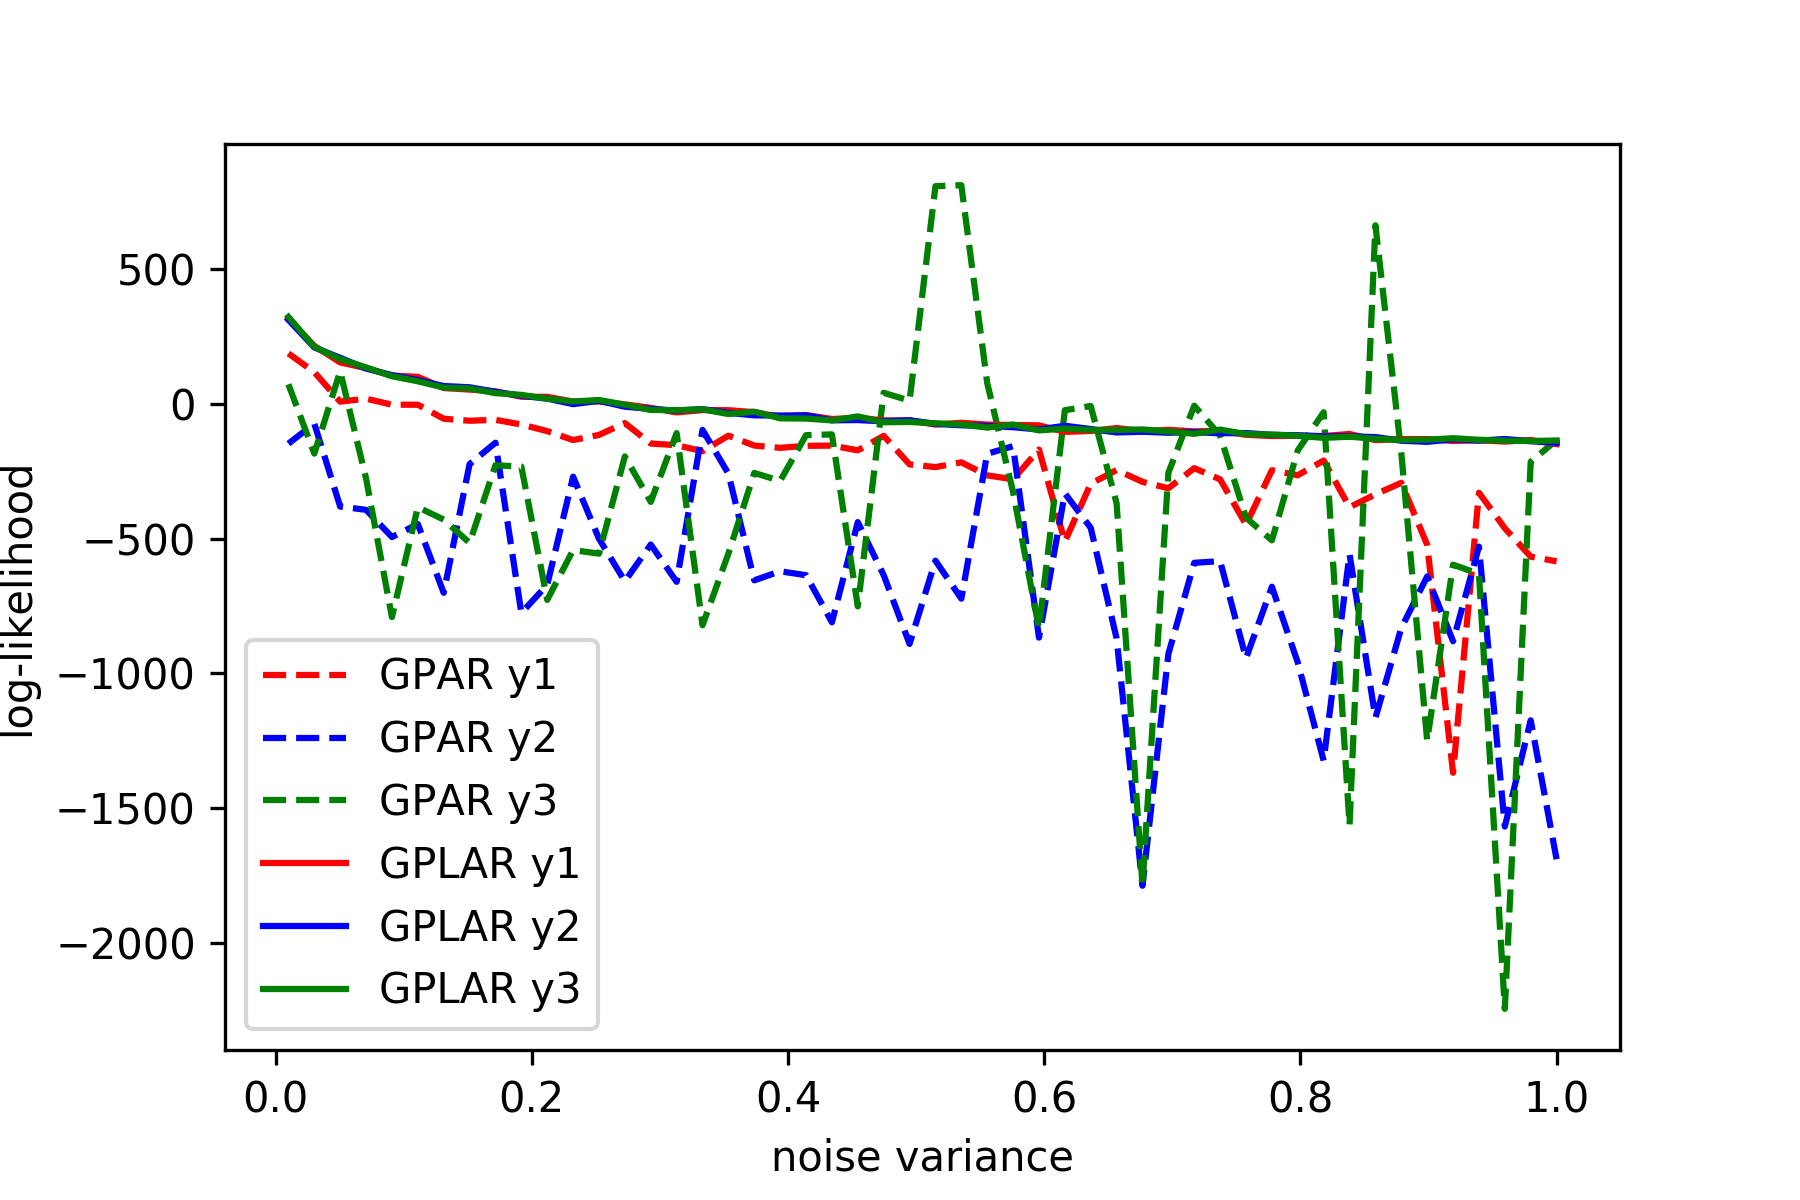 log-likelihood
500
0
−500
−1000
−1500
−2000
GPAR y1
GPAR y2
GPAR y3
GPLAR y1
GPLAR y2
GPLAR y3
0.0 0.2 0.4 0.6 0.8 1.0
noise variance